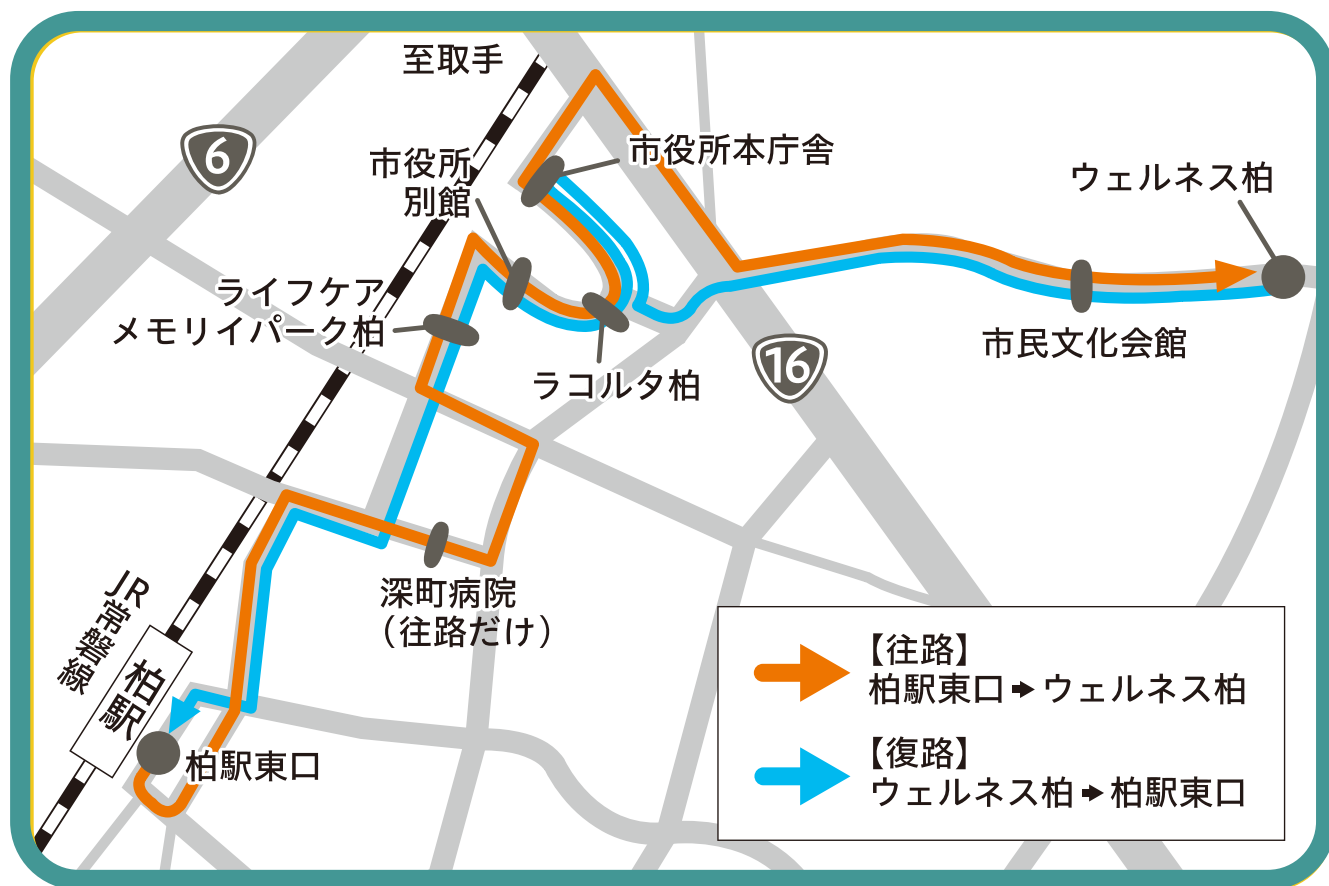 至取手
6
市役所
別館
市役所本庁舎
ウェルネス柏
ライフケア
メモリイパーク柏
ラコルタ柏
16
市民文化会館
深町病院
（往路だけ）
JR常磐線
柏駅
柏駅東口
【往路】
柏駅東口➡ウェルネス柏
【復路】
ウェルネス柏➡柏駅東口